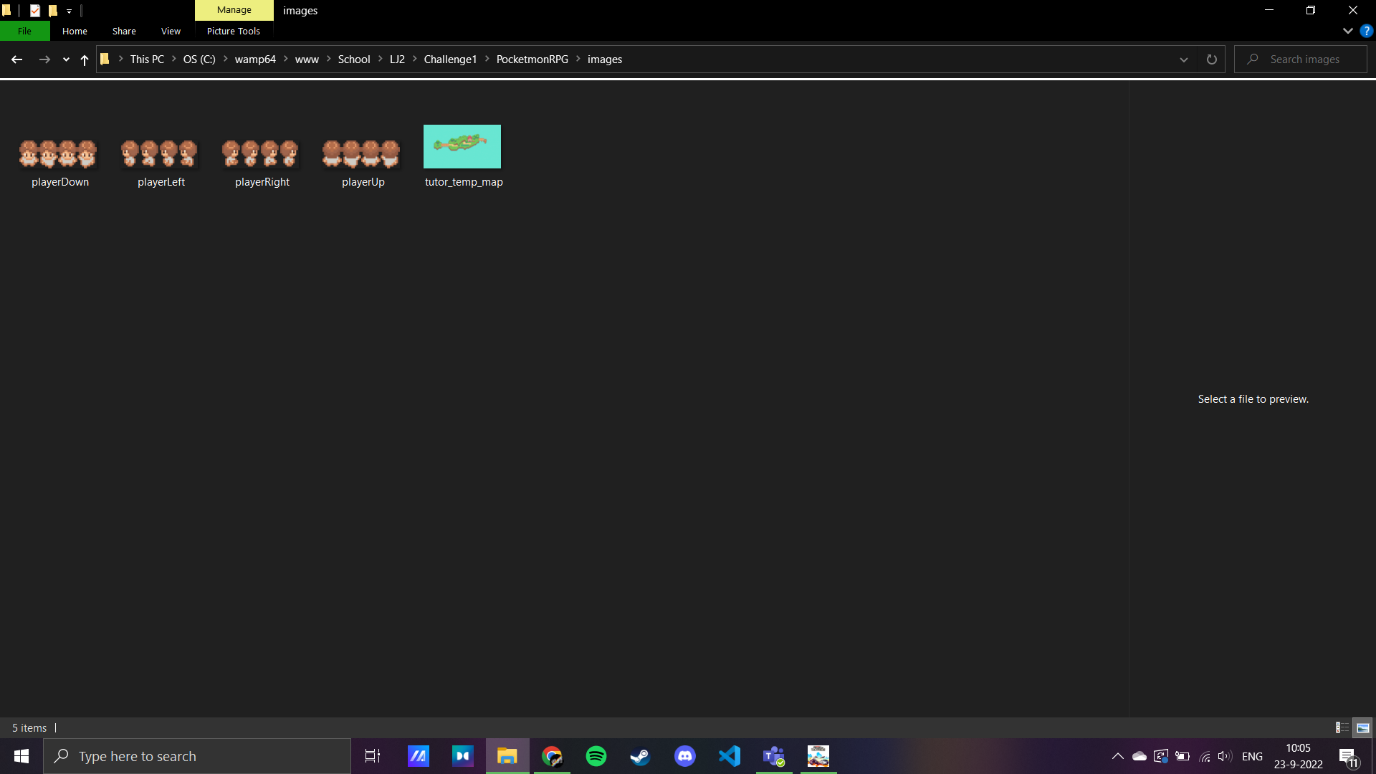 Manage
images
File
Home
Share
View
Picture Tools
This PC
OS (C:)
wamp64
www
School
LJ2
Challenge1
PocketmonRPG
images
Search images
playerDown
playerLeft
playerRight
playerUp
tutor_temp_map
Select a file to preview.
5 items
Type here to search
ENG
10:05
23-9-2022
11